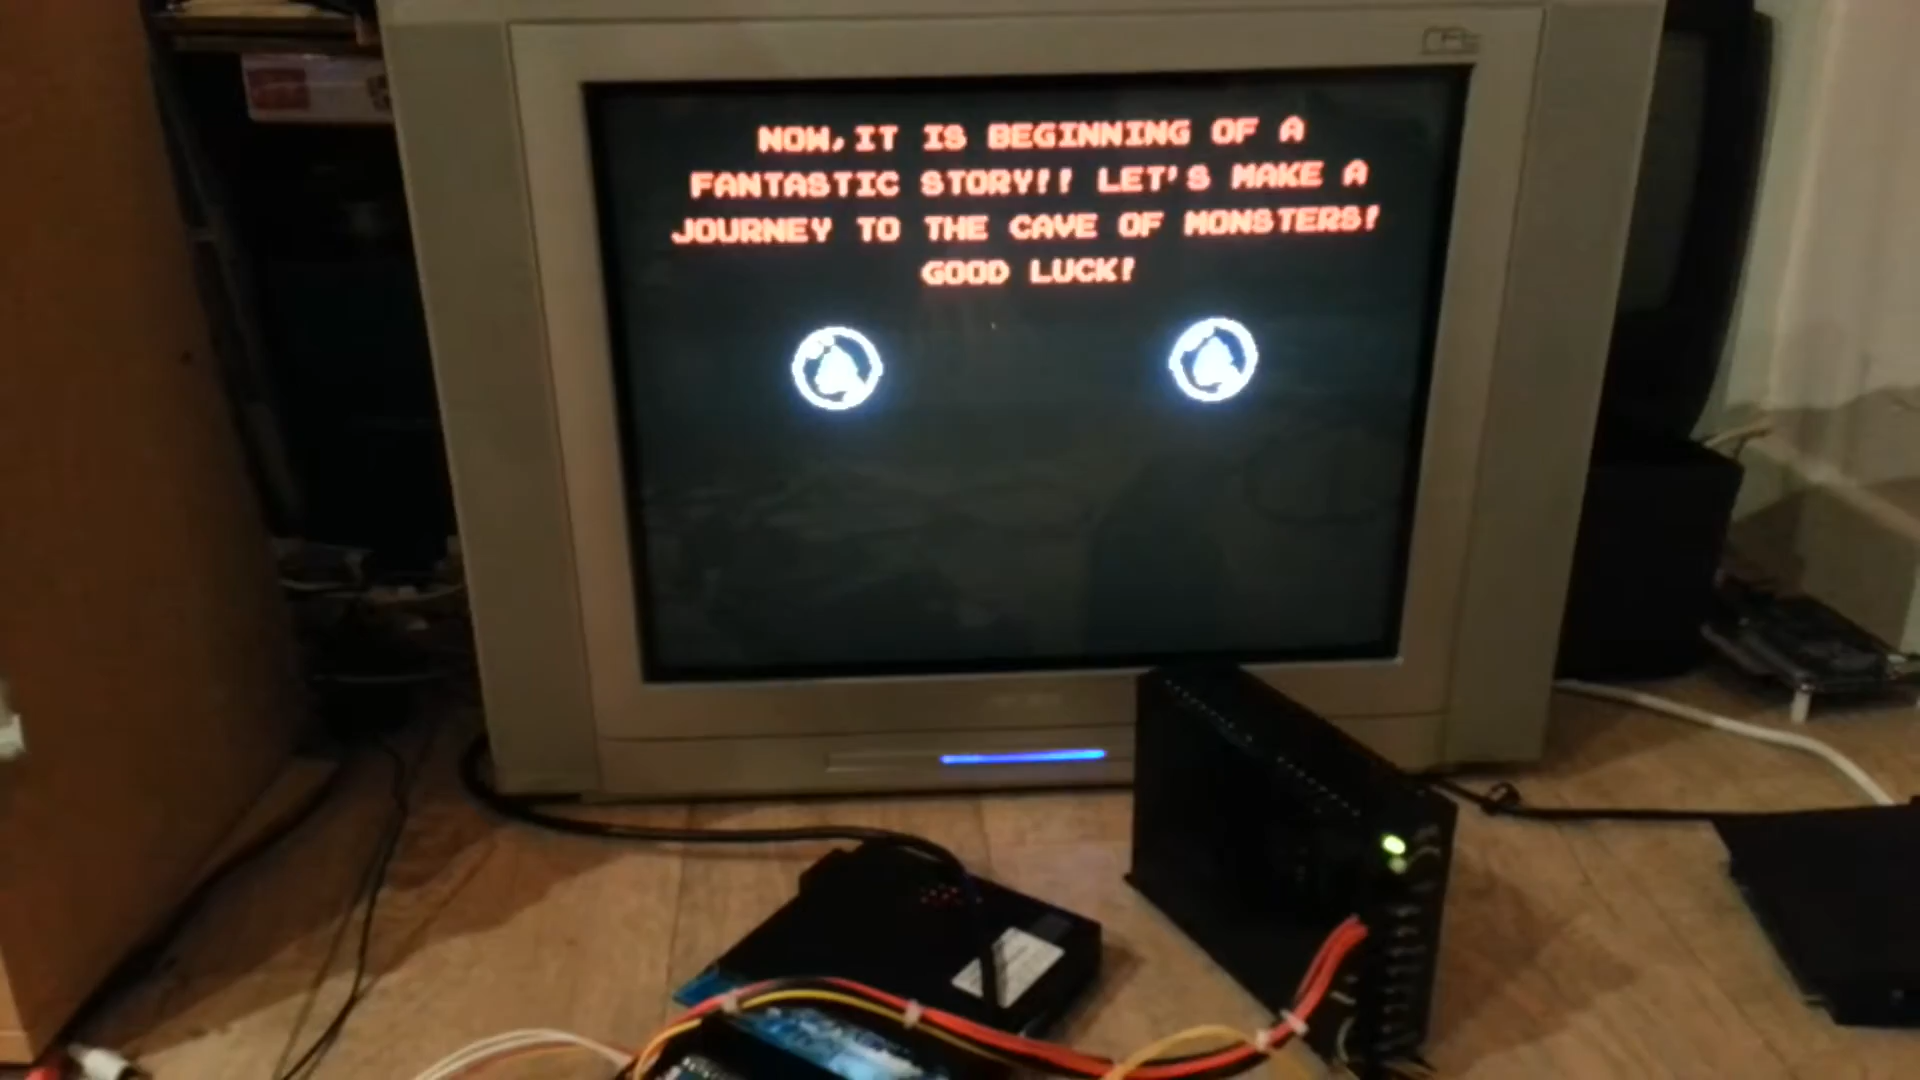 NOW,IT IS BEGINNING OF A
FANTASTIC STORY!! LET'S MAKE A
JOURNEY TO THE CAVE OF MONSTERS!
GOOD LUCK!